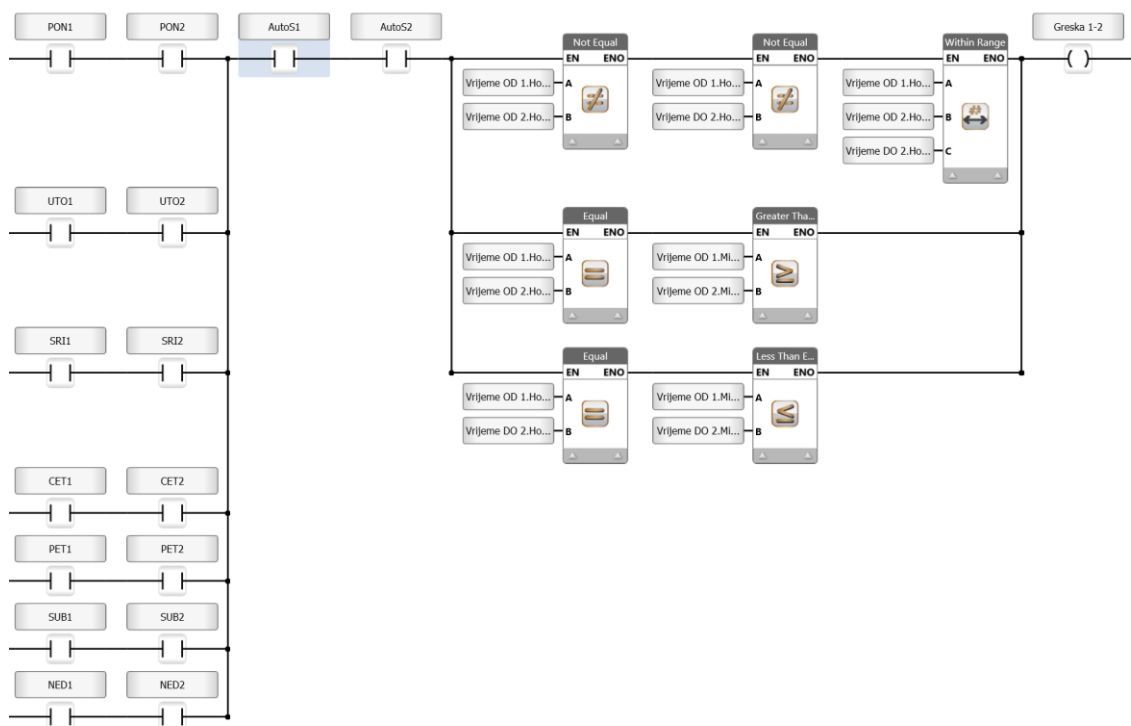 PON1 PON2 AutoS1 AutoS2 Greska 1-2
Not Equal Not Equal Within Range
EN ENO EN ENO EN ENO
Vrijeme OD 1.Ho... A Vrijeme OD 1.Ho... A Vrijeme OD 1.Ho... A
Vrijeme OD 2.Ho... B Vrijeme DO 2.Ho... B Vrijeme OD 2.Ho... B
Vrijeme DO 2.Ho... C
UTO1 UTO2
Equal Greater Tha...
EN ENO EN ENO
Vrijeme OD 1.Ho... A Vrijeme OD 1.Mi... A
Vrijeme OD 2.Ho... B Vrijeme OD 2.Mi... B
SRI1 SRI2
Equal Less Than E...
EN ENO EN ENO
Vrijeme OD 1.Ho... A Vrijeme OD 1.Mi... A
Vrijeme DO 2.Ho... B Vrijeme DO 2.Mi... B
CET1 CET2
PET1 PET2
SUB1 SUB2
NED1 NED2